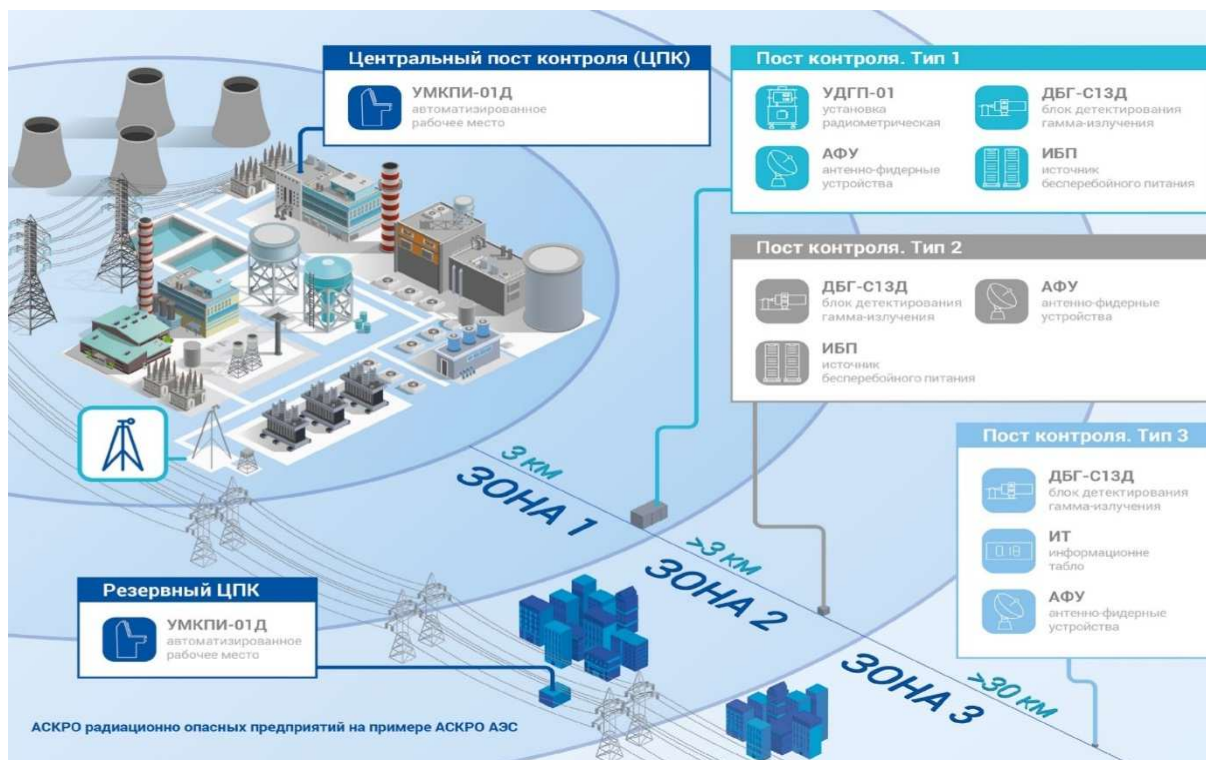 Центральный пост контроля (ЦПК)
УМКПИ-01Д
автоматизированное
рабочее место
Пост контроля. Тип 1
УДГП-01
установка
радиометрическая
ДБГ-С13Д
блок детектирования
гамма-излучения
АФУ
антенно-фидерные
устройства
ИБП
источник
бесперебойного питания
Пост контроля. Тип 2
ДБГ-С13Д
блок детектирования
гамма-излучения
АФУ
антенно-фидерные
устройства
ИБП
источник
бесперебойного питания
Пост контроля. Тип 3
ДБГ-С13Д
блок детектирования
гамма-излучения
0.18
ИТ
информационне
табло
АФУ
антенно-фидерные
устройства
3 КМ
ЗОНА 1
>3 КМ
ЗОНА 2
>30 КМ
ЗОНА 3
Резервный ЦПК
УМКПИ-01Д
автоматизированное
рабочее место
АСКРО радиационно опасных предприятий на примере АСКРО АЭС